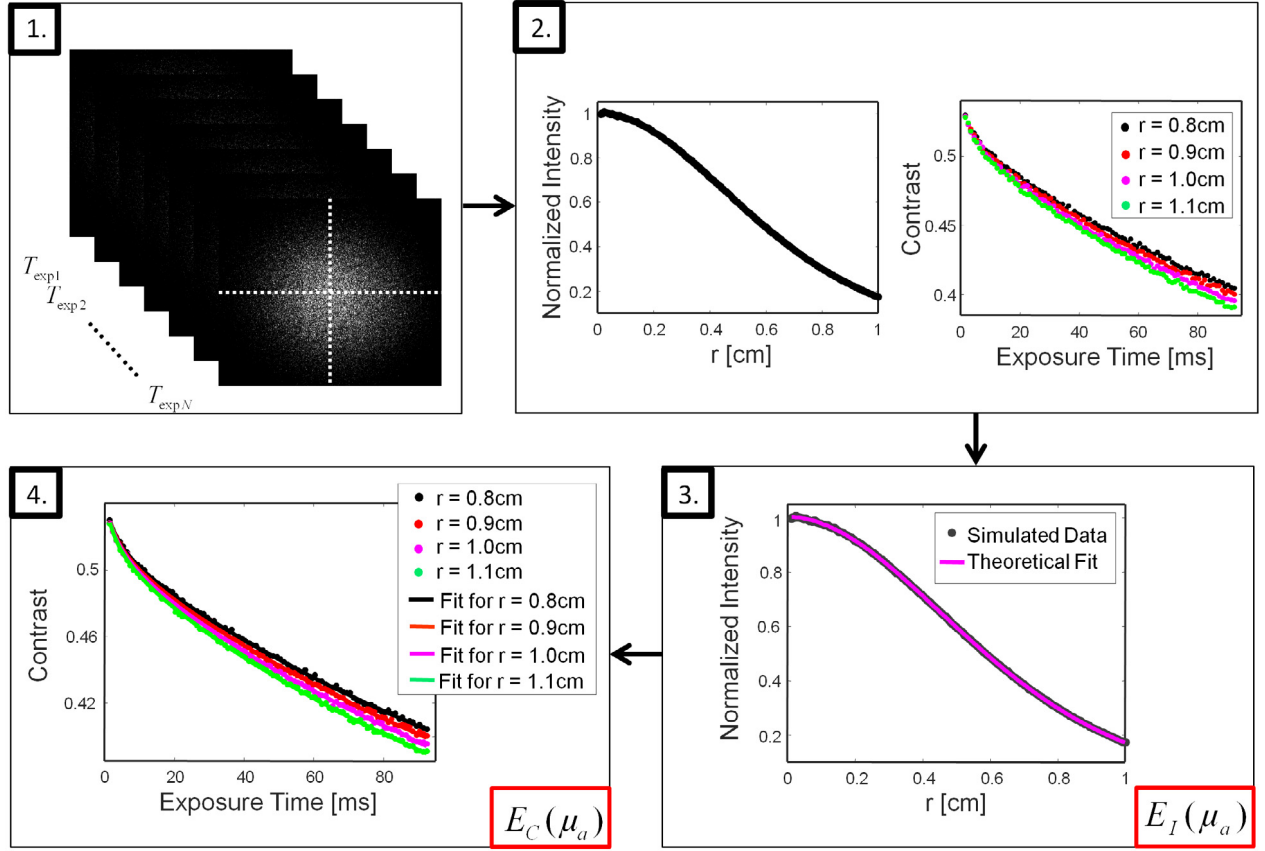 1.
T_exp1
T_exp2
T_expN
2.
Normalized Intensity
1
0.8
0.6
0.4
0.2
0 0.2 0.4 0.6 0.8 1
r [cm]
Contrast
0.5
0.45
0.4
0 20 40 60 80
Exposure Time [ms]
r = 0.8cm
r = 0.9cm
r = 1.0cm
r = 1.1cm
3.
Normalized Intensity
1
0.8
0.6
0.4
0.2
0 0.2 0.4 0.6 0.8 1
r [cm]
Simulated Data
Theoretical Fit
E_I(μ_a)
4.
Contrast
0.5
0.46
0.42
0 20 40 60 80
Exposure Time [ms]
r = 0.8cm
r = 0.9cm
r = 1.0cm
r = 1.1cm
Fit for r = 0.8cm
Fit for r = 0.9cm
Fit for r = 1.0cm
Fit for r = 1.1cm
E_C(μ_a)